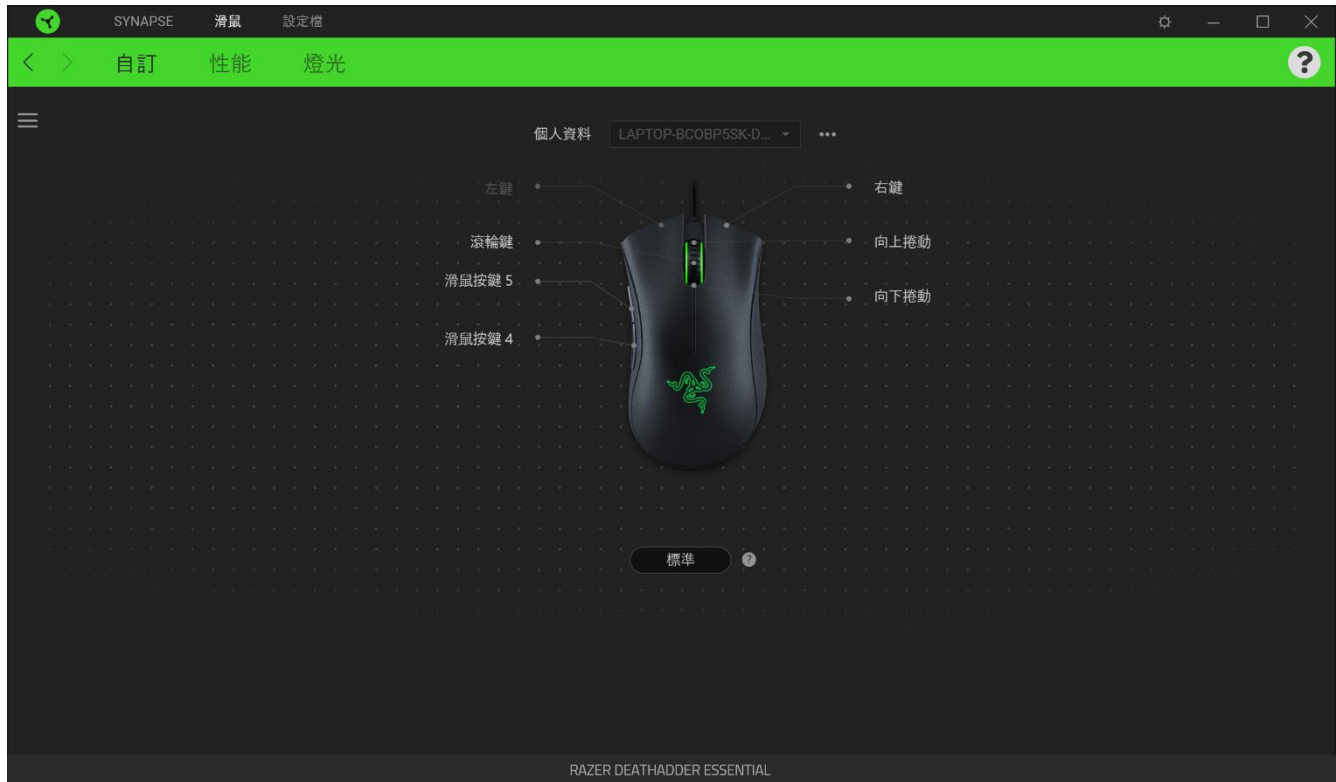 SYNAPSE 滑鼠 設定檔
自訂 性能 燈光 ?
個人資料 LAPTOP-BCOBP5SK-D... •••
左鍵 右鍵
滾輪鍵 向上捲動
滑鼠按鍵 5
向下捲動
滑鼠按鍵 4
標準 ?
RAZER DEATHADDER ESSENTIAL